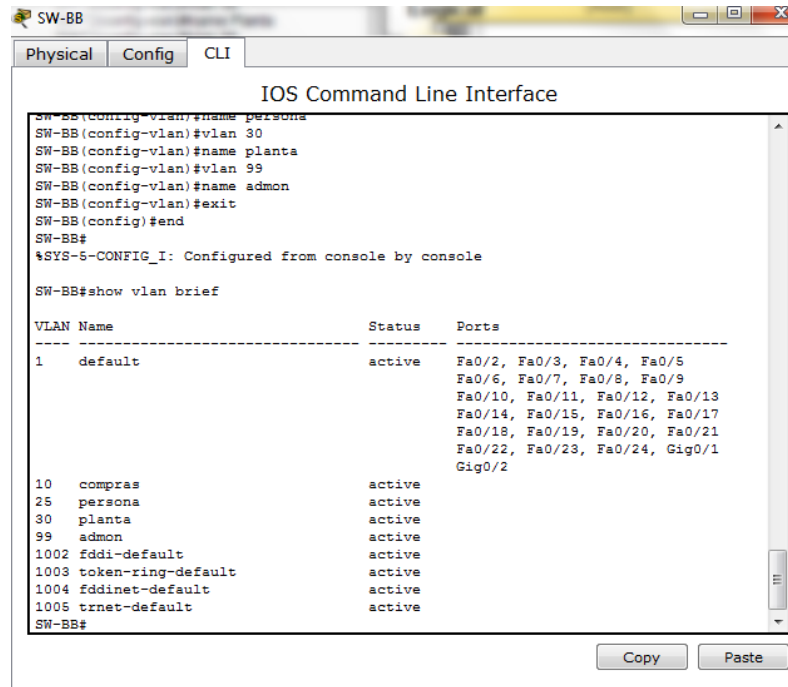 SW-BB
Physical Config CLI
IOS Command Line Interface
SW-BB(config-vlan)#name persona
SW-BB(config-vlan)#vlan 30
SW-BB(config-vlan)#name planta
SW-BB(config-vlan)#vlan 99
SW-BB(config-vlan)#name admon
SW-BB(config-vlan)#exit
SW-BB(config)#end
SW-BB#
%SYS-5-CONFIG_I: Configured from console by console
SW-BB#show vlan brief
VLAN Name                             Status    Ports
---- -------------------------------- --------- -------------------------------
1    default                          active    Fa0/2, Fa0/3, Fa0/4, Fa0/5
                                                Fa0/6, Fa0/7, Fa0/8, Fa0/9
                                                Fa0/10, Fa0/11, Fa0/12, Fa0/13
                                                Fa0/14, Fa0/15, Fa0/16, Fa0/17
                                                Fa0/18, Fa0/19, Fa0/20, Fa0/21
                                                Fa0/22, Fa0/23, Fa0/24, Gig0/1
                                                Gig0/2
10   compras                          active
25   persona                          active
30   planta                           active
99   admon                            active
1002 fddi-default                     active
1003 token-ring-default               active
1004 fddinet-default                  active
1005 trnet-default                    active
SW-BB#
Copy Paste